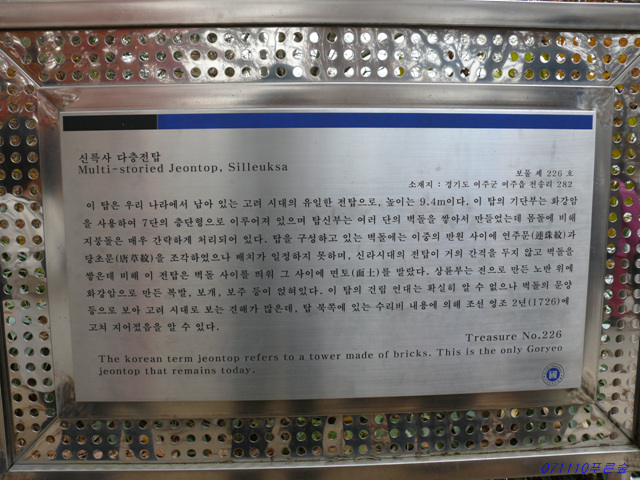 신륵사 다층전탑
Multi-storied Jeontop, Silleuksa
보물 제 226 호
소재지 : 경기도 여주군 여주읍 천송리 282
이 탑은 우리 나라에서 남아 있는 고려 시대의 유일한 전탑으로, 높이는 9.4m이다. 이 탑의 기단부는 화강암
을 사용하여 7단의 층단형으로 이루어져 있으며 탑신부는 여러 단의 벽돌을 쌓아서 만들었는데 몸돌에 비해
지붕돌은 매우 간략하게 처리되어 있다. 탑을 구성하고 있는 벽돌에는 이중의 반원 사이에 연주문(連珠紋)과
당초문(唐草紋)을 조각하였으나 배치가 일정하지 못하며, 신라시대의 전탑이 거의 간격을 두지 않고 벽돌을
쌓은데 비해 이 전탑은 벽돌 사이를 띄워 그 사이에 면토(面土)를 발랐다. 상륜부는 전으로 만든 노반 위에
화강암으로 만든 복발, 보개, 보주 등이 얹혀있다. 이 탑의 건립 연대는 확실히 알 수 없으나 벽돌의 문양
등으로 보아 고려 시대로 보는 견해가 많은데, 탑 북쪽에 있는 수리비 내용에 의해 조선 영조 2년(1726)에
고쳐 지어졌음을 알 수 있다.
Treasure No.226
The korean term jeontop refers to a tower made of bricks. This is the only Goryeo
jeontop that remains today.
國
071110푸른숲